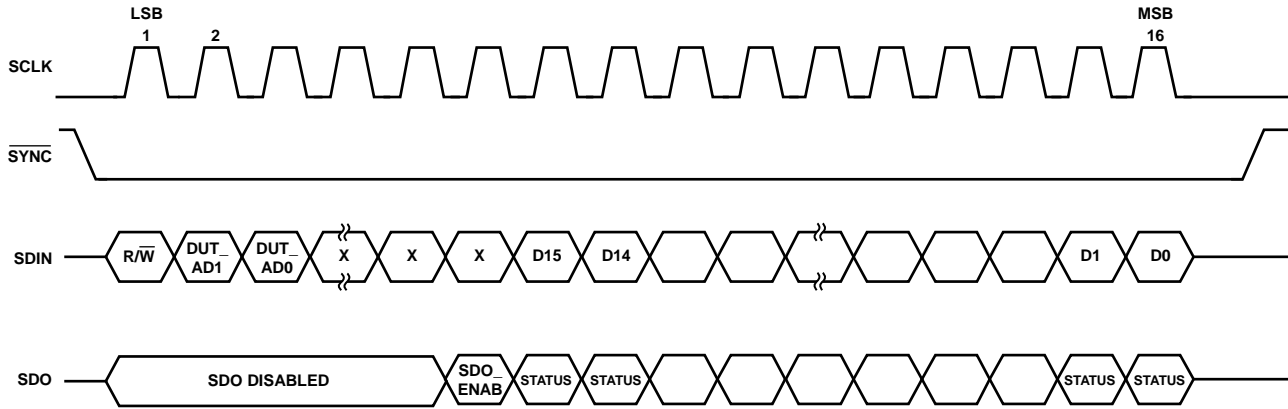 LSB MSB
1 2 16
SCLK
SYNC
SDIN R/W DUT_ AD1 DUT_ AD0 X X X D15 D14 D1 D0
SDO SDO DISABLED SDO_ ENAB STATUS STATUS STATUS STATUS